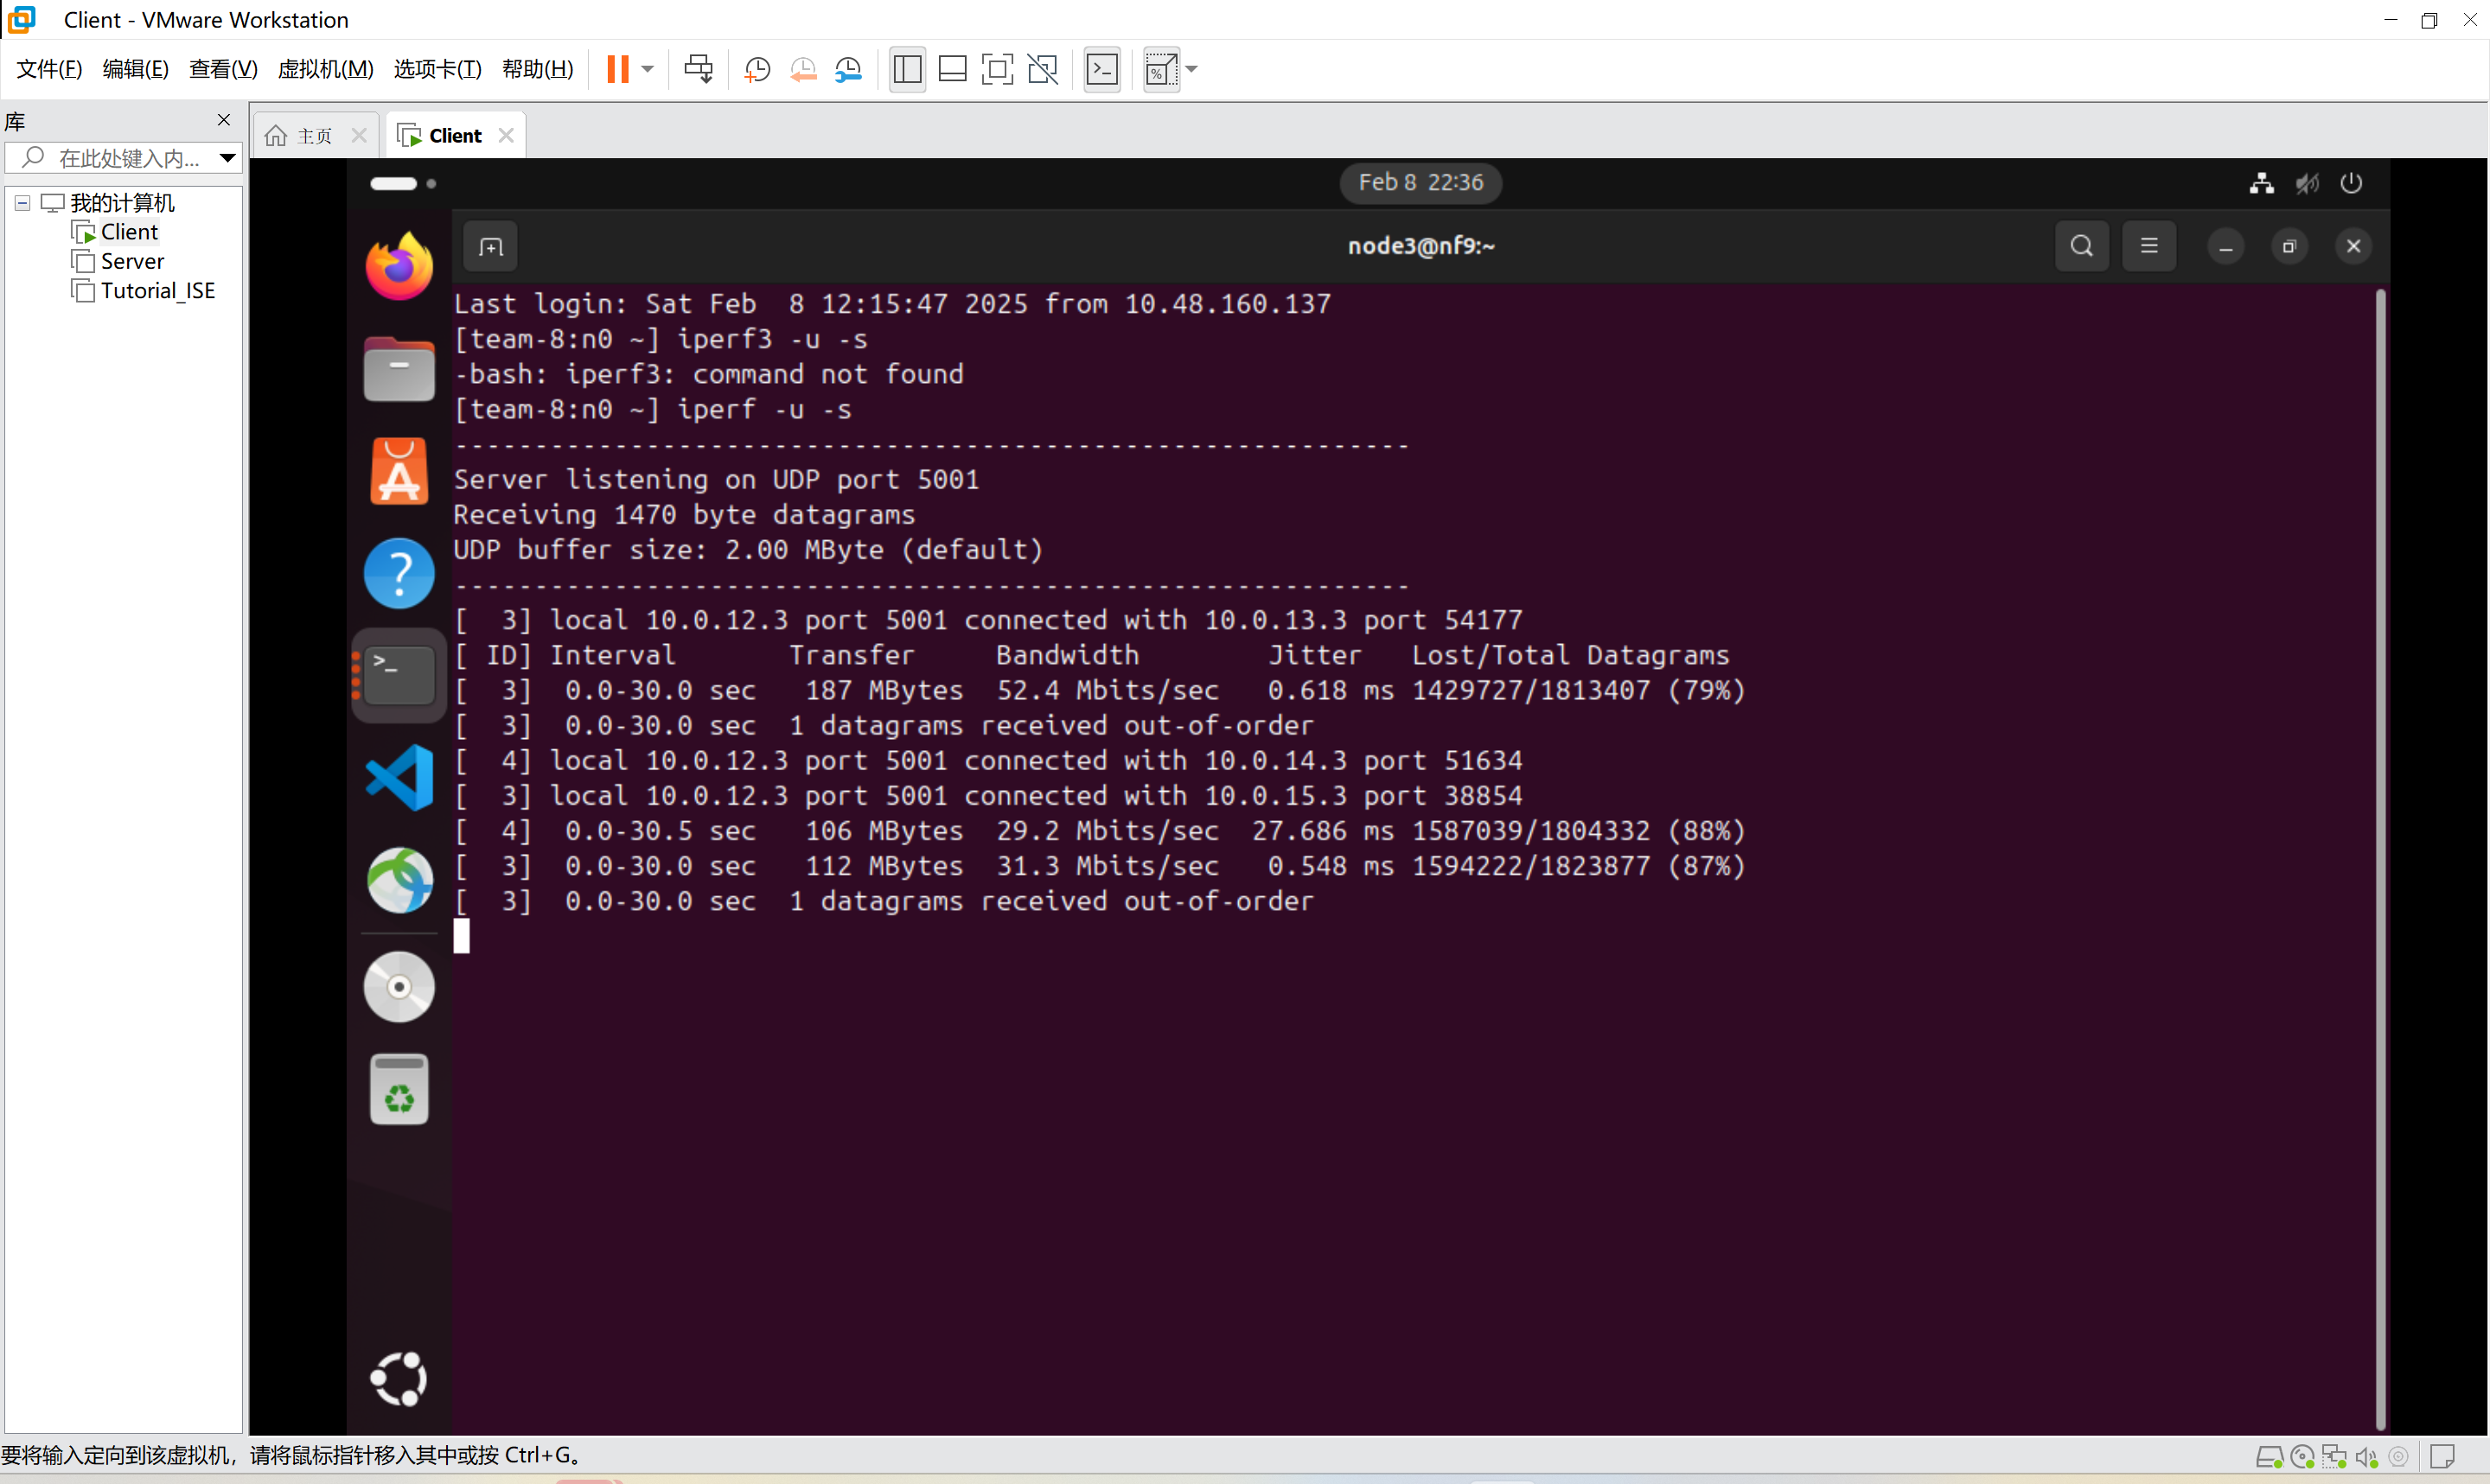 Client - VMware Workstation
文件(F) 编辑(E) 查看(V) 虚拟机(M) 选项卡(T) 帮助(H)
库
在此处键入内...
我的计算机
Client
Server
Tutorial_ISE
主页 Client
Feb 8 22:36
node3@nf9:~
Last login: Sat Feb  8 12:15:47 2025 from 10.48.160.137
[team-8:n0 ~] iperf3 -u -s
-bash: iperf3: command not found
[team-8:n0 ~] iperf -u -s
------------------------------------------------------------
Server listening on UDP port 5001
Receiving 1470 byte datagrams
UDP buffer size: 2.00 MByte (default)
------------------------------------------------------------
[  3] local 10.0.12.3 port 5001 connected with 10.0.13.3 port 54177
[ ID] Interval       Transfer     Bandwidth        Jitter   Lost/Total Datagrams
[  3]  0.0-30.0 sec   187 MBytes  52.4 Mbits/sec   0.618 ms 1429727/1813407 (79%)
[  3]  0.0-30.0 sec  1 datagrams received out-of-order
[  4] local 10.0.12.3 port 5001 connected with 10.0.14.3 port 51634
[  3] local 10.0.12.3 port 5001 connected with 10.0.15.3 port 38854
[  4]  0.0-30.5 sec   106 MBytes  29.2 Mbits/sec  27.686 ms 1587039/1804332 (88%)
[  3]  0.0-30.0 sec   112 MBytes  31.3 Mbits/sec   0.548 ms 1594222/1823877 (87%)
[  3]  0.0-30.0 sec  1 datagrams received out-of-order
要将输入定向到该虚拟机，请将鼠标指针移入其中或按 Ctrl+G。